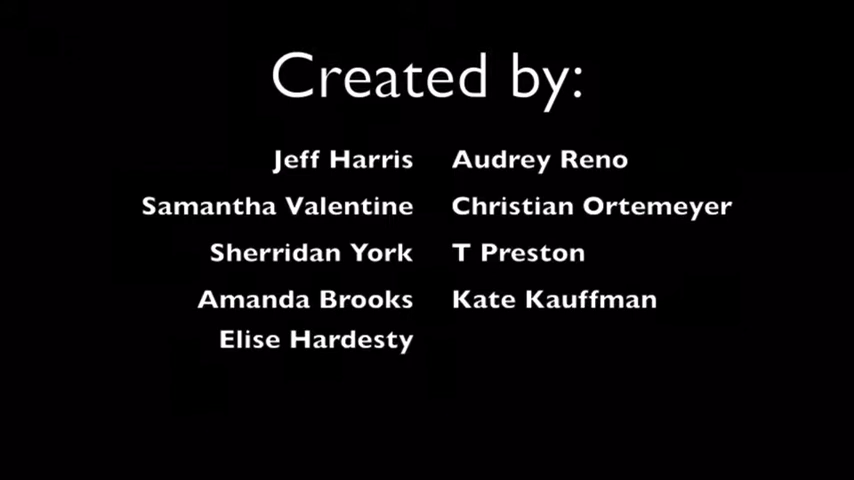 Created by:
Jeff Harris Audrey Reno
Samantha Valentine Christian Ortemeyer
Sherridan York T Preston
Amanda Brooks Kate Kauffman
Elise Hardesty